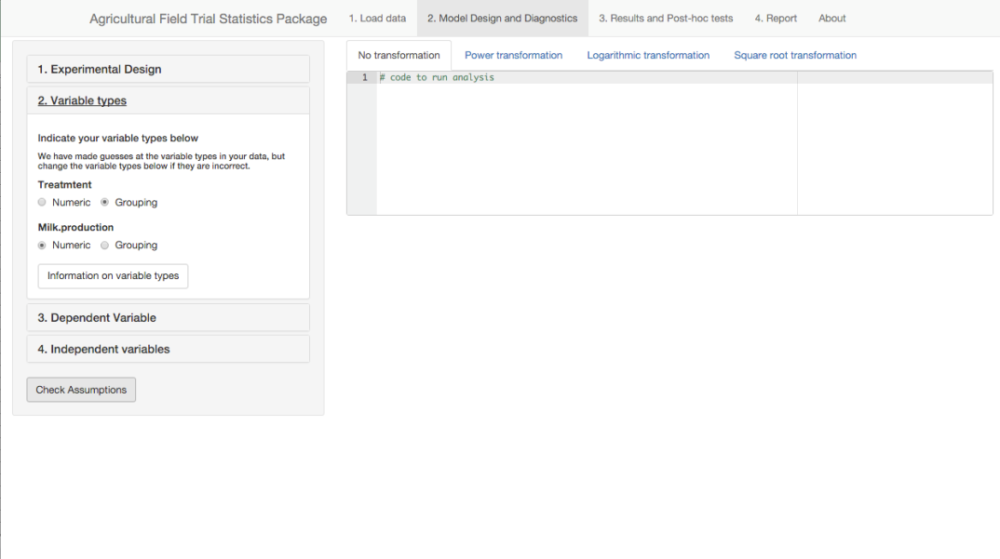 Agricultural Field Trial Statistics Package 1. Load data 2. Model Design and Diagnostics 3. Results and Post-hoc tests 4. Report About
1. Experimental Design
2. Variable types
Indicate your variable types below
We have made guesses at the variable types in your data, but
change the variable types below if they are incorrect.
Treatmtent
Numeric Grouping
Milk.production
Numeric Grouping
Information on variable types
3. Dependent Variable
4. Independent variables
Check Assumptions
No transformation Power transformation Logarithmic transformation Square root transformation
1 # code to run analysis